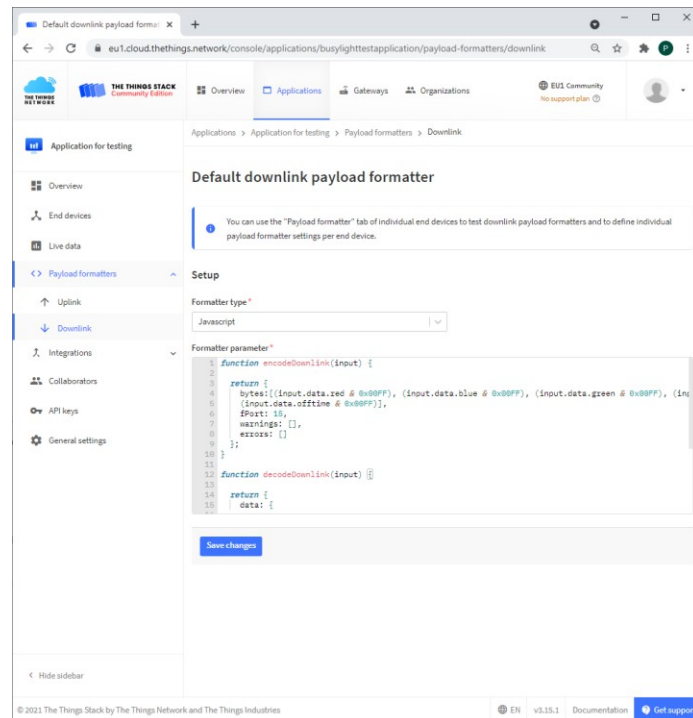 Default downlink payload format
eu1.cloud.thethings.network/console/applications/busylighttestapplication/payload-formatters/downlink
P
THE THINGS
NETWORK
THE THINGS STACK
Community Edition
Overview
Applications
Gateways
Organizations
EU1 Community
No support plan
Application for testing
Applications > Application for testing > Payload formatters > Downlink
Overview
End devices
Live data
Payload formatters
Uplink
Downlink
Integrations
Collaborators
API keys
General settings
Default downlink payload formatter
You can use the "Payload formatter" tab of individual end devices to test downlink payload formatters and to define individual
payload formatter settings per end device.
Setup
Formatter type*
Javascript
Formatter parameter*
1 function encodeDownlink(input) {
2
3 return {
4 bytes:[(input.data.red & 0x00FF), (input.data.blue & 0x00FF), (input.data.green & 0x00FF), (inp
5 (input.data.offtime & 0x00FF)],
6 fPort: 15,
7 warnings: [],
8 errors: []
9 };
10 }
11
12 function decodeDownlink(input) {
13
14 return {
15 data: {
Save changes
< Hide sidebar
© 2021 The Things Stack by The Things Network and The Things Industries
EN
v3.15.1
Documentation
Get suppor